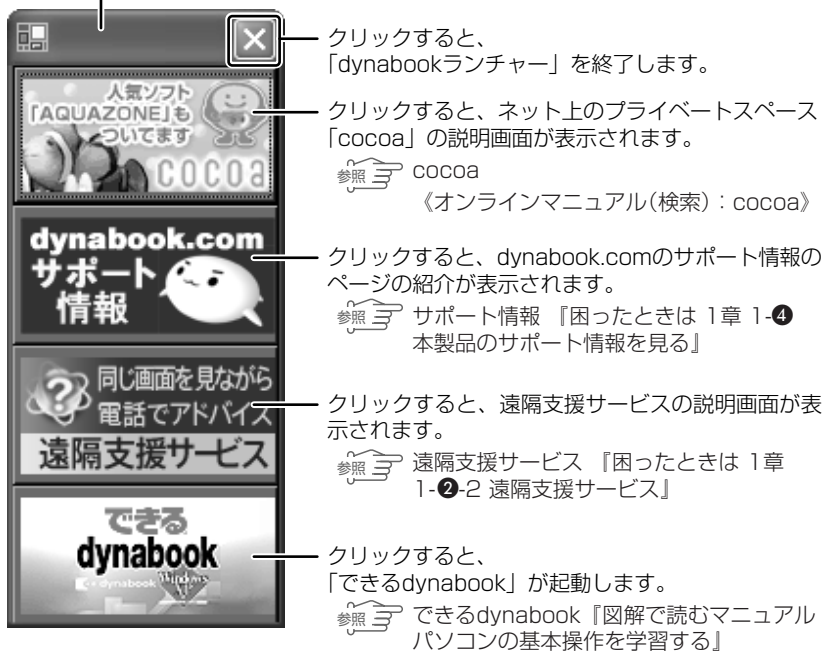 クリックすると、
「dynabookランチャー」を終了します。
人気ソフト
「AQUAZONE」も
ついてます
cocoa
クリックすると、ネット上のプライベートスペース
「cocoa」の説明画面が表示されます。
参照 cocoa
《オンラインマニュアル（検索）：cocoa》
dynabook.com
サポート
情報
クリックすると、dynabook.comのサポート情報の
ページの紹介が表示されます。
参照 サポート情報 『困ったときは 1章 1-❹
本製品のサポート情報を見る』
同じ画面を見ながら
電話でアドバイス
遠隔支援サービス
クリックすると、遠隔支援サービスの説明画面が表
示されます。
参照 遠隔支援サービス 『困ったときは 1章
1-❷-2 遠隔支援サービス』
できる
dynabook
dynabook Windows
XP
クリックすると、
「できるdynabook」が起動します。
参照 できるdynabook『図解で読むマニュアル
パソコンの基本操作を学習する』